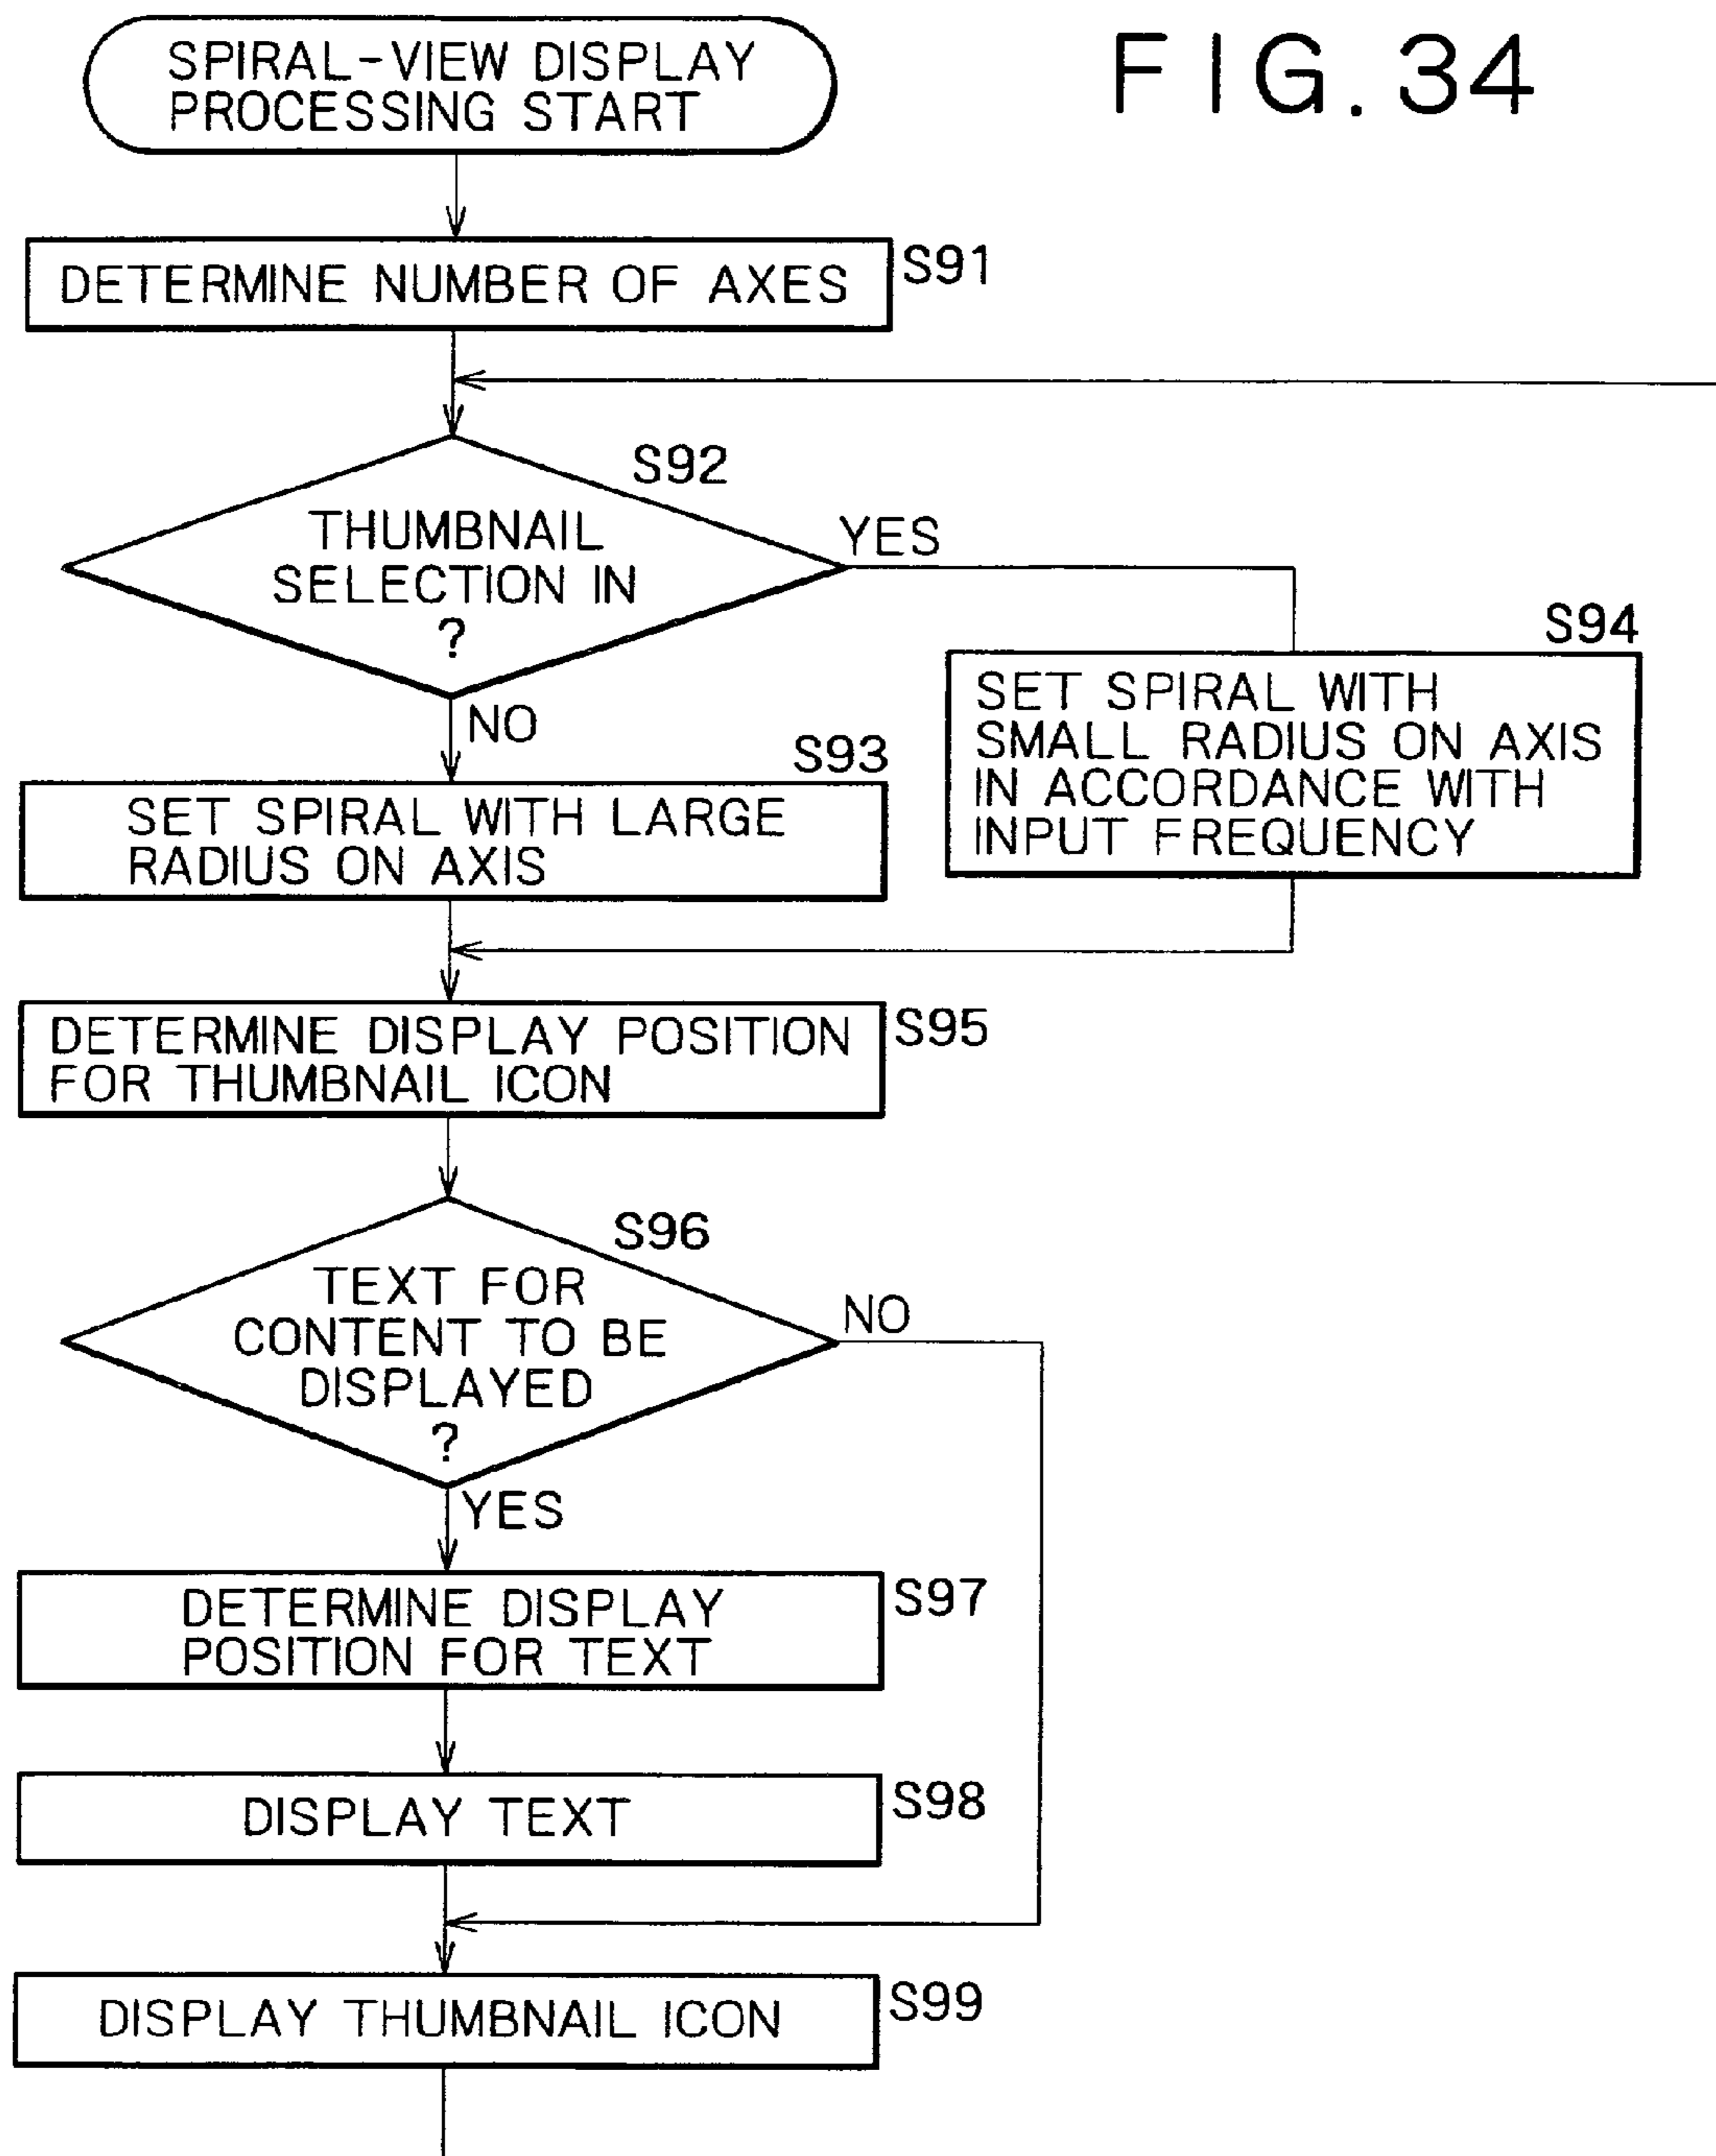 FIG. 34
SPIRAL-VIEW DISPLAY
PROCESSING START
DETERMINE NUMBER OF AXES
S91
S92
THUMBNAIL
SELECTION IN
?
YES
NO
S94
SET SPIRAL WITH
SMALL RADIUS ON AXIS
IN ACCORDANCE WITH
INPUT FREQUENCY
S93
SET SPIRAL WITH LARGE
RADIUS ON AXIS
DETERMINE DISPLAY POSITION
FOR THUMBNAIL ICON
S95
S96
TEXT FOR
CONTENT TO BE
DISPLAYED
?
NO
YES
DETERMINE DISPLAY
POSITION FOR TEXT
S97
DISPLAY TEXT
S98
DISPLAY THUMBNAIL ICON
S99